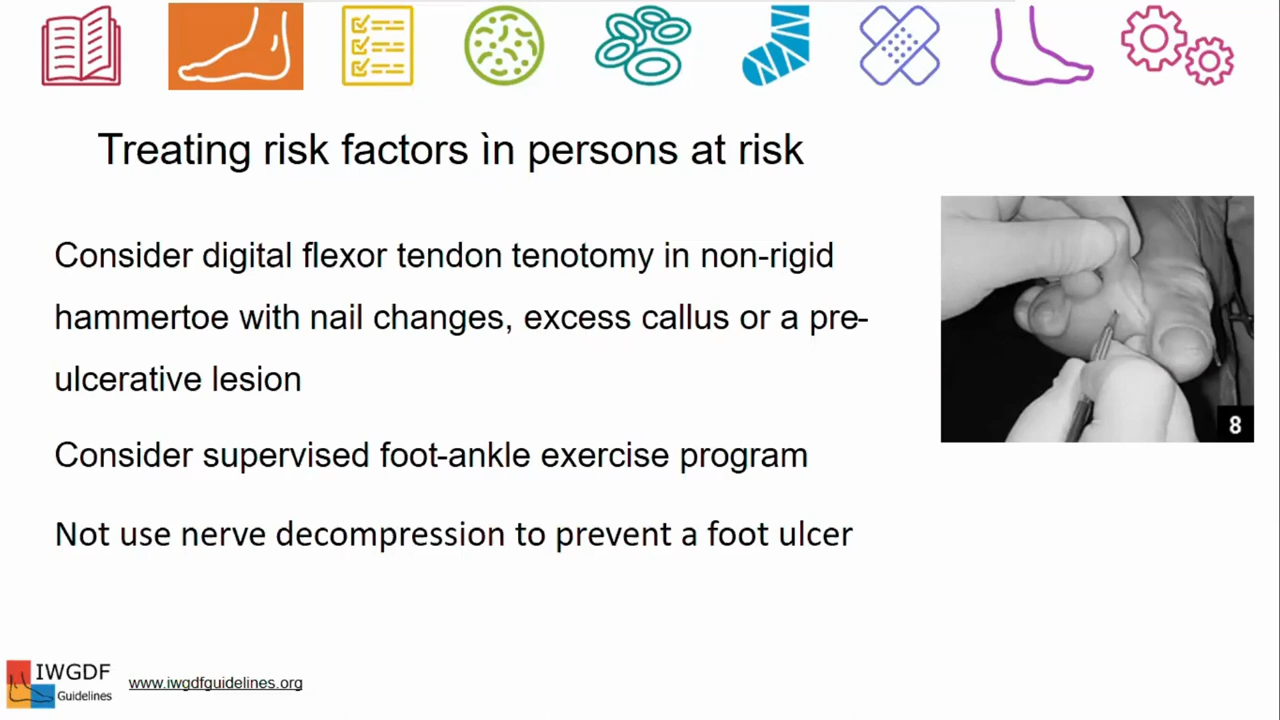 Treating risk factors ìn persons at risk
Consider digital flexor tendon tenotomy in non-rigid
hammertoe with nail changes, excess callus or a pre-
ulcerative lesion
8
Consider supervised foot-ankle exercise program
Not use nerve decompression to prevent a foot ulcer
IWGDF
Guidelines
www.iwgdfguidelines.org